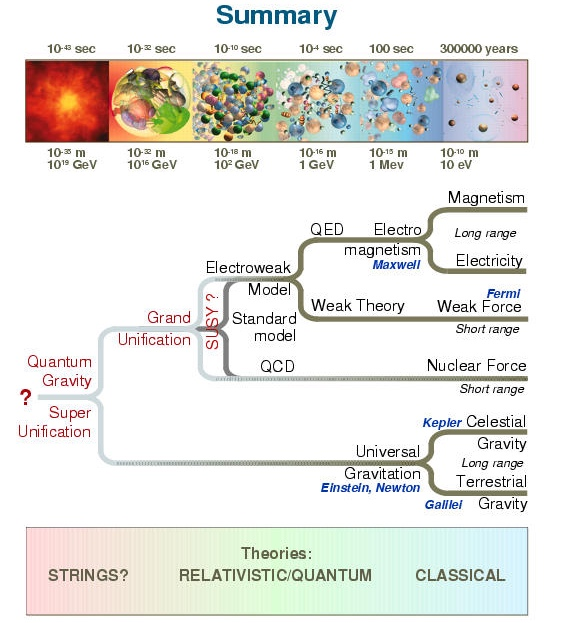 Summary
10⁻⁴³ sec 10⁻³² sec 10⁻¹⁰ sec 10⁻⁴ sec 100 sec 300000 years
10⁻³⁵ m 10⁻³² m 10⁻¹⁸ m 10⁻¹⁶ m 10⁻¹⁵ m 10⁻¹⁰ m
10¹⁹ GeV 10¹⁶ GeV 10² GeV 1 GeV 1 Mev 10 eV
Magnetism
QED Electro Long range
magnetism
Maxwell Electricity
Electroweak
Model
Fermi
Weak Theory Weak Force
Short range
SUSY ?
Grand
Unification
Standard
model
QCD Nuclear Force
Short range
Quantum
Gravity
?
Super
Unification
Kepler Celestial
Gravity
Universal
Gravitation
Long range
Einstein, Newton
Terrestrial
Galilei Gravity
Theories:
STRINGS? RELATIVISTIC/QUANTUM CLASSICAL